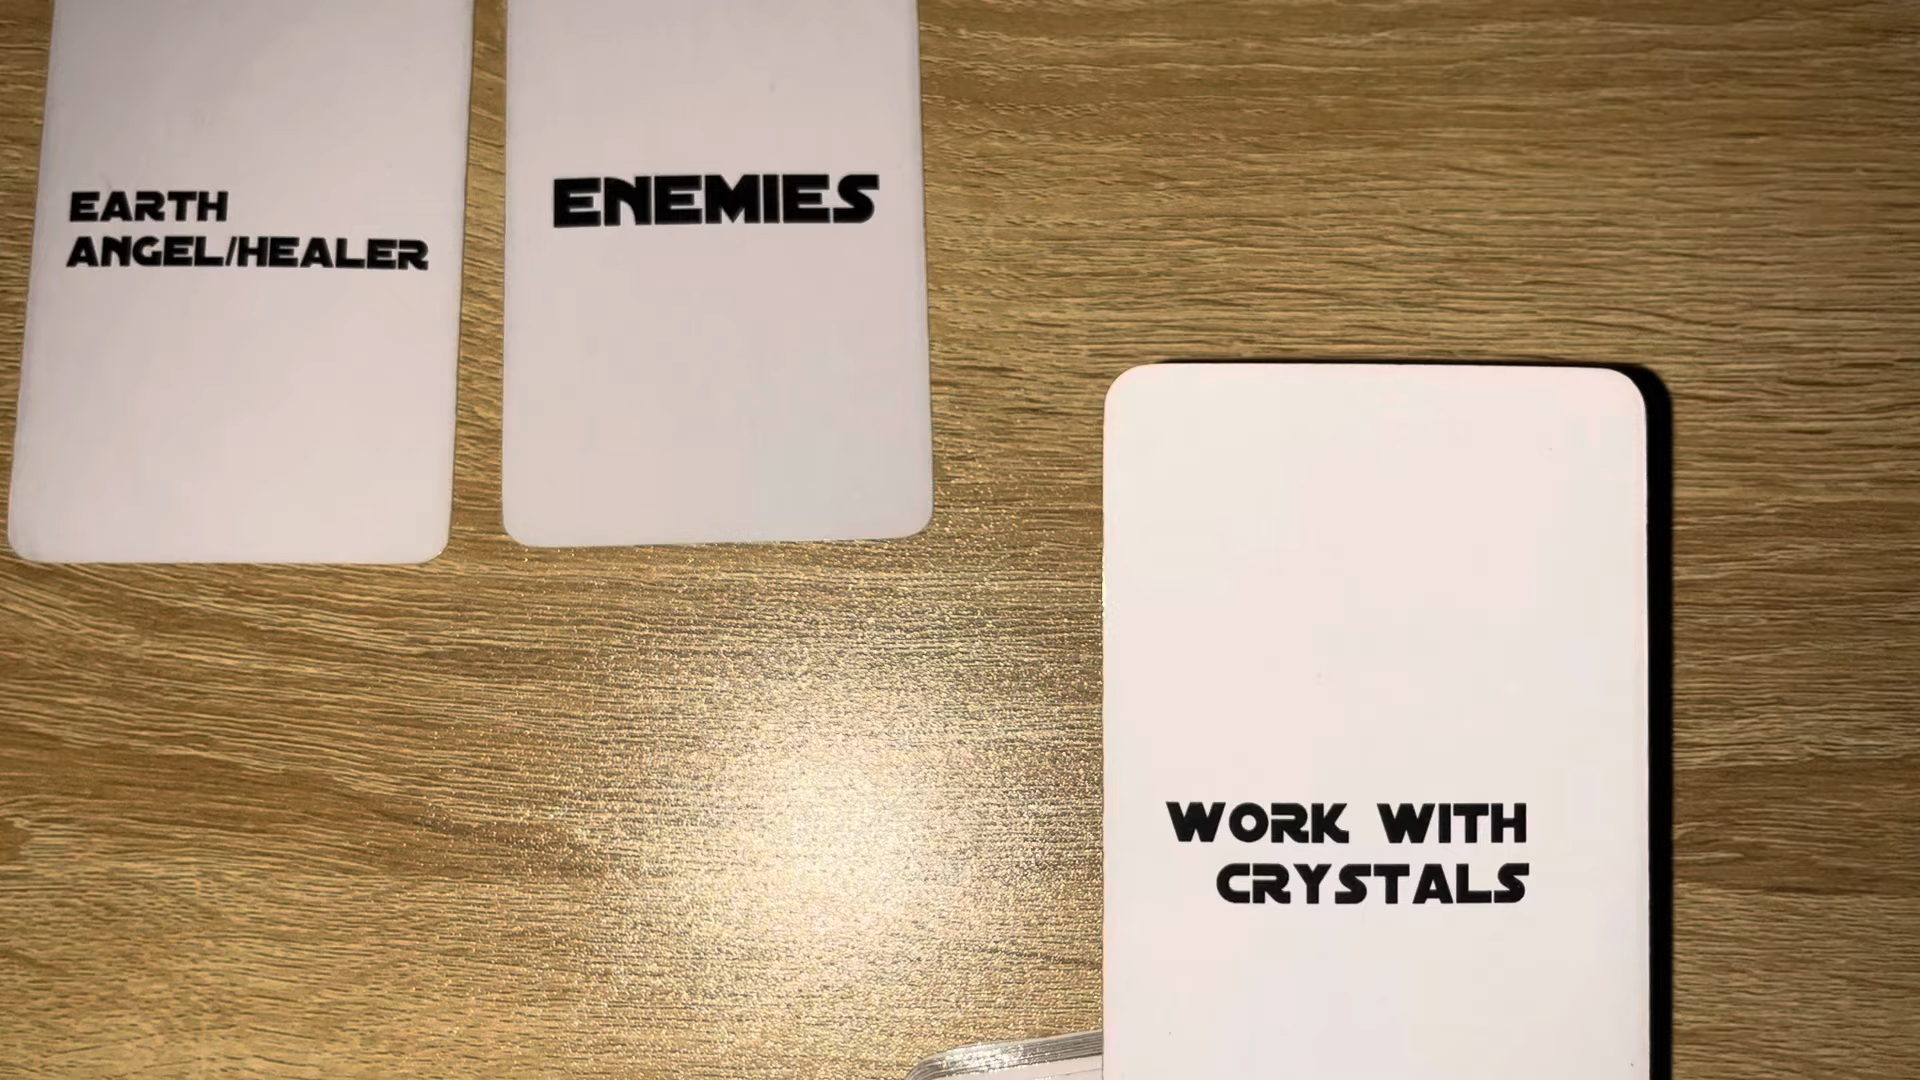 EARTH
ANGEL/HEALER
ENEMIES
WORK WITH
CRYSTALS